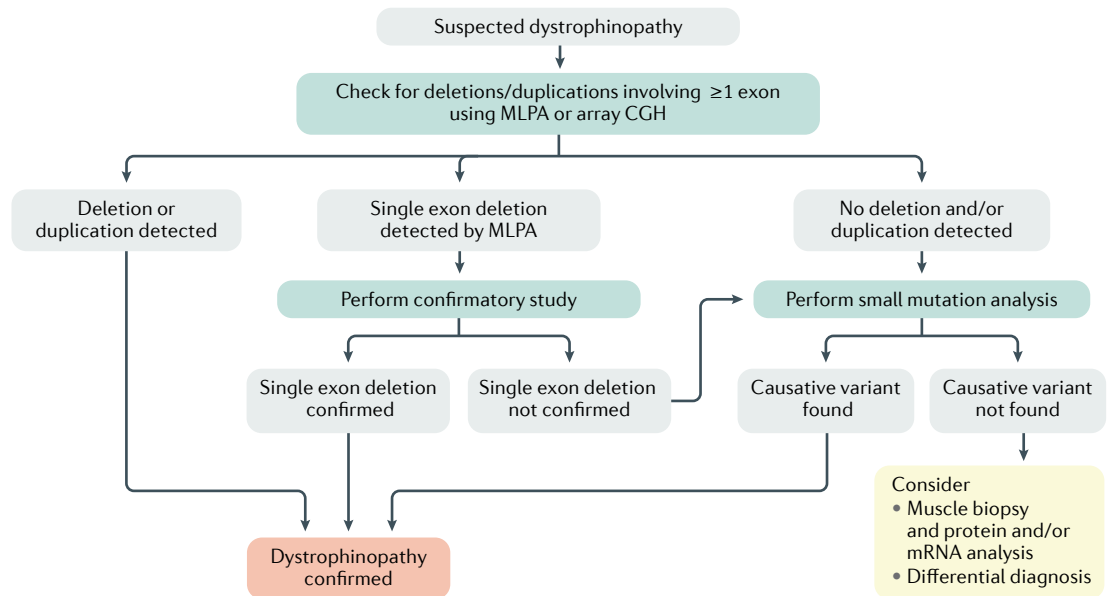 Suspected dystrophinopathy
Check for deletions/duplications involving ≥1 exon
using MLPA or array CGH
Deletion or
duplication detected
Single exon deletion
detected by MLPA
No deletion and/or
duplication detected
Perform confirmatory study
Perform small mutation analysis
Single exon deletion
confirmed
Single exon deletion
not confirmed
Causative variant
found
Causative variant
not found
Dystrophinopathy
confirmed
Consider
• Muscle biopsy
and protein and/or
mRNA analysis
• Differential diagnosis